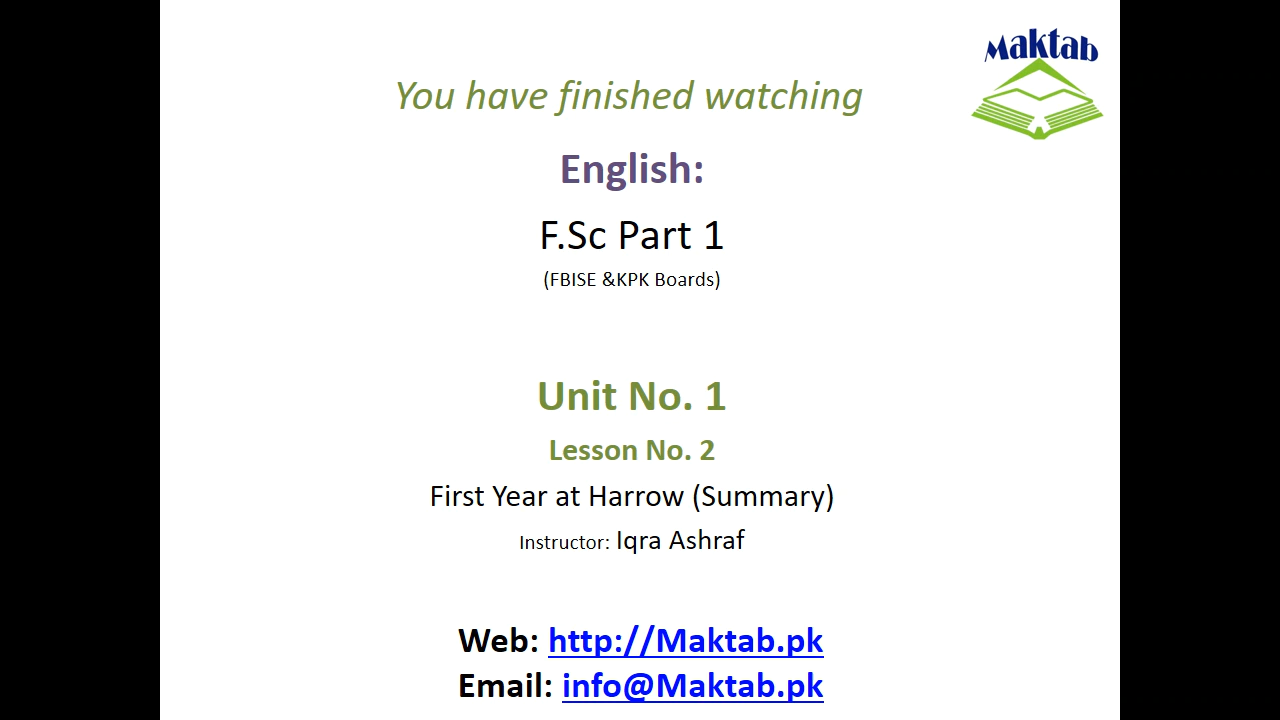 Maktab
You have finished watching
English:
F.Sc Part 1
(FBISE &KPK Boards)
Unit No. 1
Lesson No. 2
First Year at Harrow (Summary)
Instructor: Iqra Ashraf
Web: http://Maktab.pk
Email: info@Maktab.pk